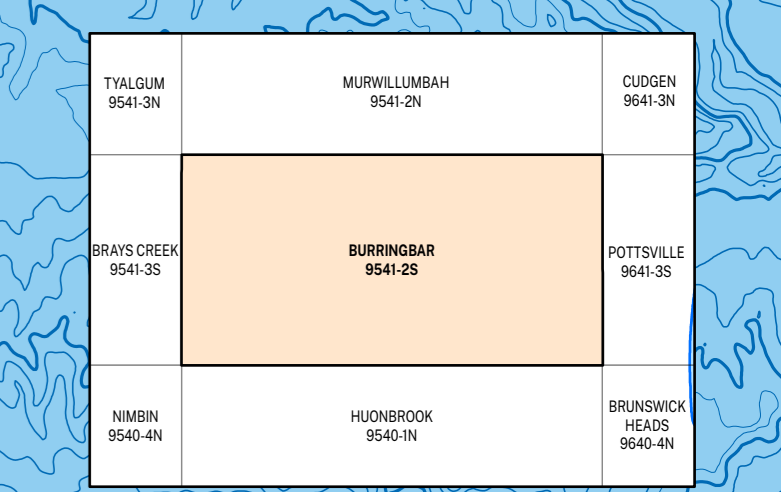 TYALGUM
9541-3N
MURWILLUMBAH
9541-2N
CUDGEN
9641-3N
BRAYS CREEK
9541-3S
BURRINGBAR
9541-2S
POTTSVILLE
9641-3S
NIMBIN
9540-4N
HUONBROOK
9540-1N
BRUNSWICK
HEADS
9640-4N